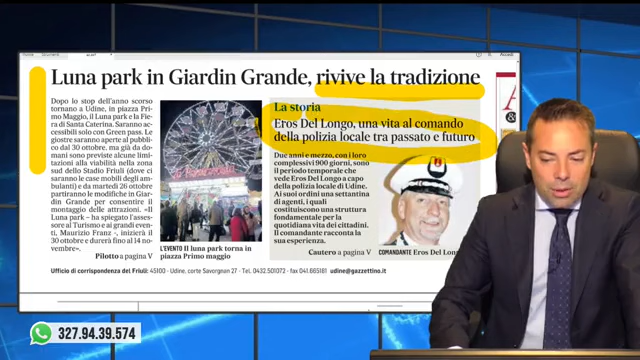 Luna park in Giardin Grande, rivive la tradizione
Dopo lo stop dell'anno scorso
tornano a Udine, in piazza Pri-
mo Maggio, il Luna park e la Fie-
ra di Santa Caterina. Saranno ac-
cessibili solo con Green pass. Le
giostre saranno aperte al pubbli-
co dal 30 ottobre, ma già da do-
mani sono previste alcune limi-
tazioni alla viabilità nella zona
sud dello Stadio Friuli (dove ci
saranno le case mobili degli am-
bulanti) e da martedì 26 ottobre
partiranno le modifiche in Giar-
din Grande per consentire il
montaggio delle attrazioni. «Il
Luna park – ha spiegato l'asses-
sore al Turismo e ai grandi even-
ti, Maurizio Franz -, inizierà il
30 ottobre e durerà fino al 14 no-
vembre».
Pilotto a pagina V
L'EVENTO Il luna park torna in
piazza Primo maggio
La storia
Eros Del Longo, una vita al comando
della polizia locale tra passato e futuro
Due anni e mezzo, con i loro
complessivi 900 giorni, sono
il periodo temporale che
vede Eros Del Longo a capo
della polizia locale di Udine.
Ai suoi ordini una settantina
di agenti, i quali
costituiscono una struttura
fondamentale per la
quotidiana vita dei cittadini.
Il comandante racconta la
sua esperienza.
Cautero a pagina V
COMANDANTE Eros Del Lon
Ufficio di corrispondenza del Friuli: 45100 - Udine, corte Savorgnan 27 - Tel. 0432.501072 - fax 041.665181 udine@gazzettino.it
327.94.39.574